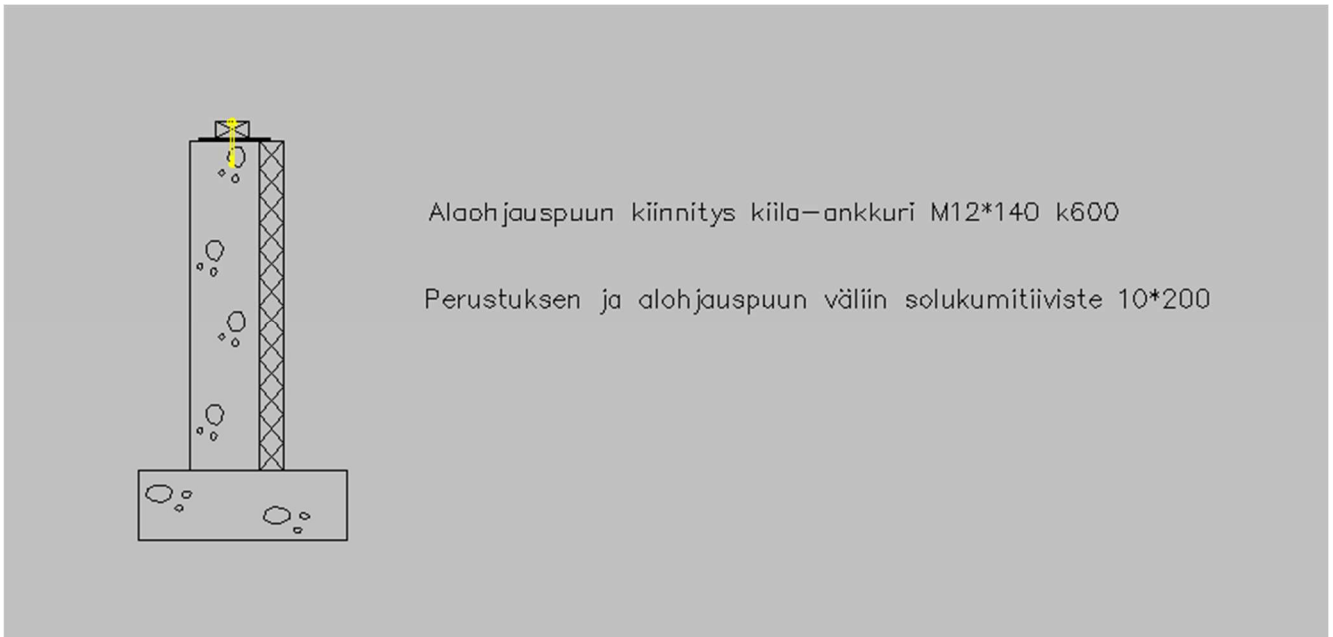 Alaohjauspuun kiinnitys kiila-ankkuri M12*140 k600
Perustuksen ja alohjauspuun väliin solukumitiiviste 10*200